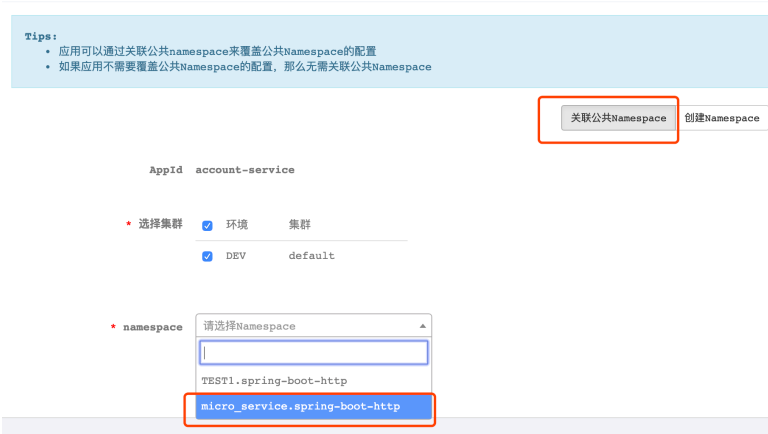 Tips:
• 应用可以通过关联公共namespace来覆盖公共Namespace的配置
• 如果应用不需要覆盖公共Namespace的配置，那么无需关联公共Namespace
关联公共Namespace 创建Namespace
AppId account-service
* 选择集群 环境 集群
DEV default
* namespace 请选择Namespace
TEST1.spring-boot-http
micro_service.spring-boot-http